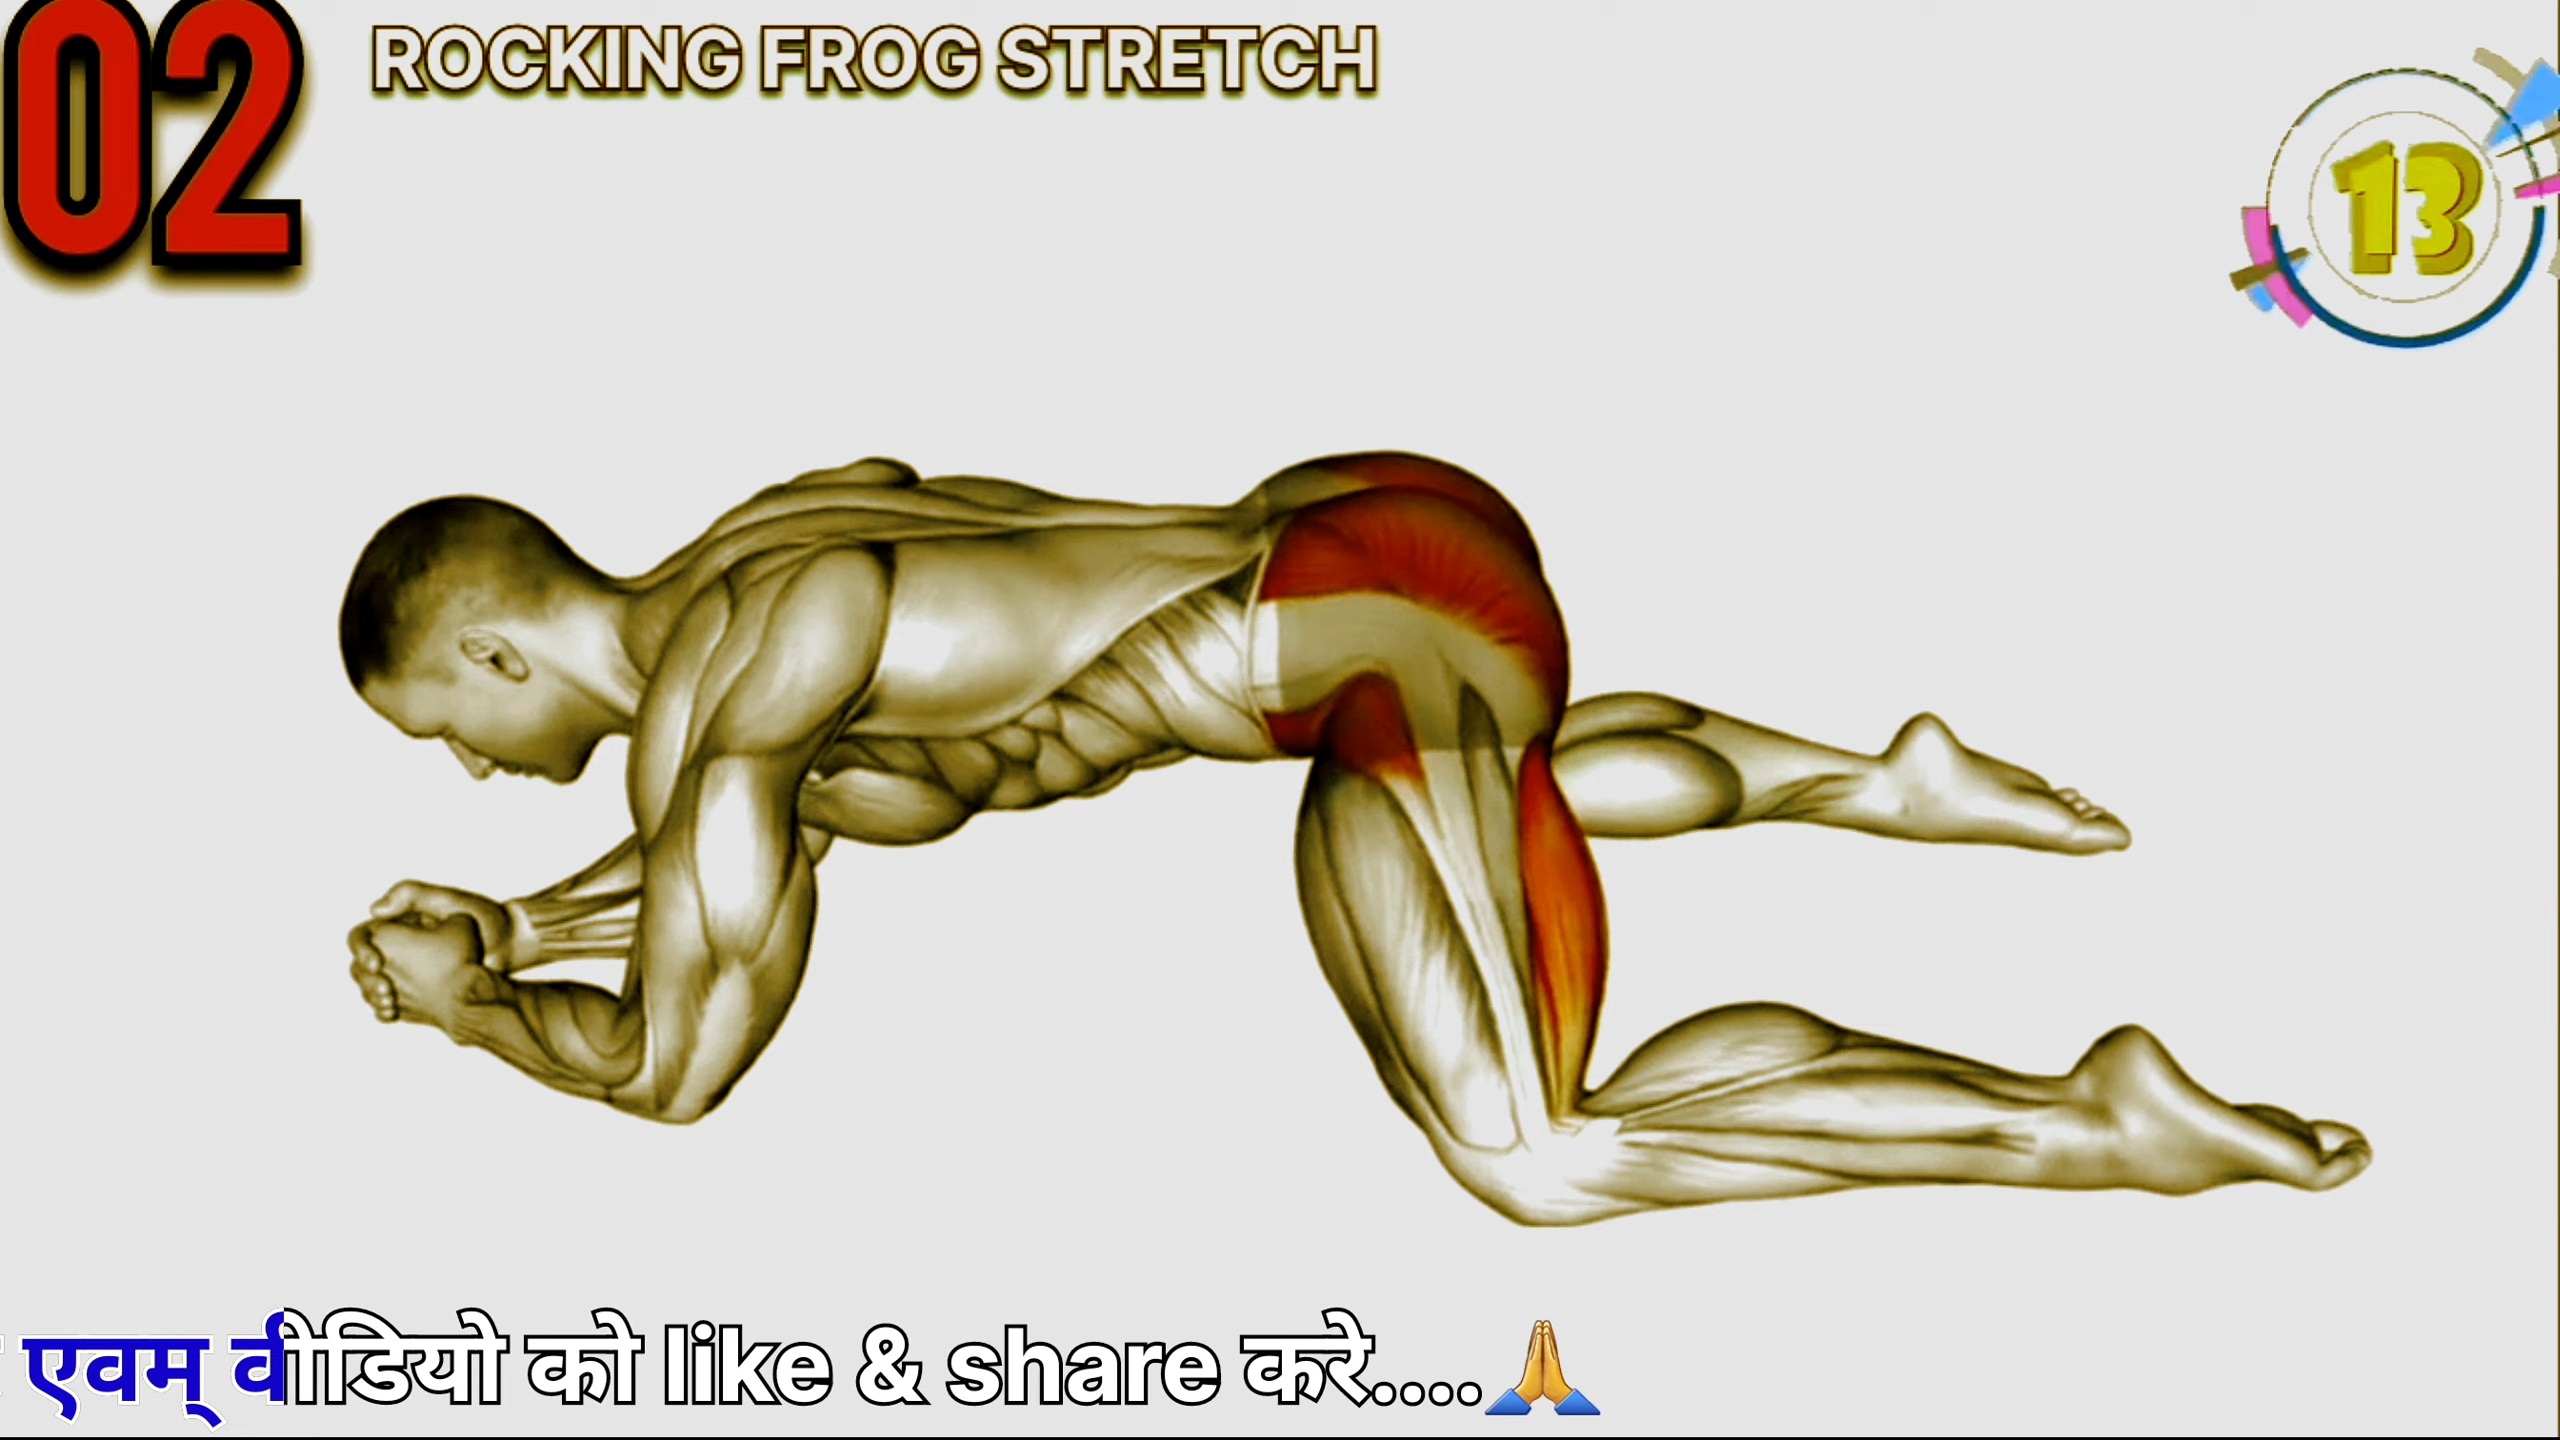 02
ROCKING FROG STRETCH
13
एवम् वीडियो को like & share करे....🙏